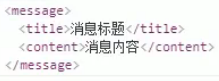 <message>
<title>消息标题</title>
<content>消息内容</content>
</message>